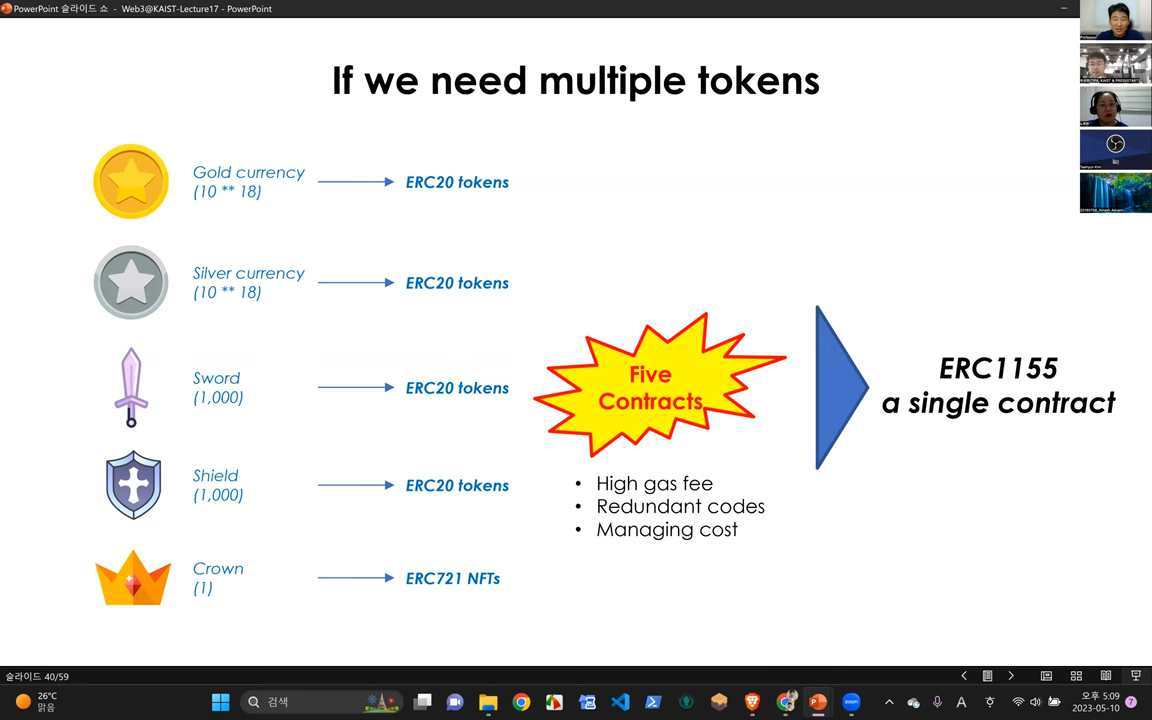 PowerPoint 슬라이드 쇼 - Web3@KAIST-Lecture17 - PowerPoint
If we need multiple tokens
Gold currency
(10 ** 18)
ERC20 tokens
Silver currency
(10 ** 18)
ERC20 tokens
Sword
(1,000)
ERC20 tokens
Shield
(1,000)
ERC20 tokens
Crown
(1)
ERC721 NFTs
Five
Contracts
• High gas fee
• Redundant codes
• Managing cost
ERC1155
a single contract
Professor
슬라이드 40/59
26°C
맑음
검색
zoom
A
오후 5:09
2023-05-10
7